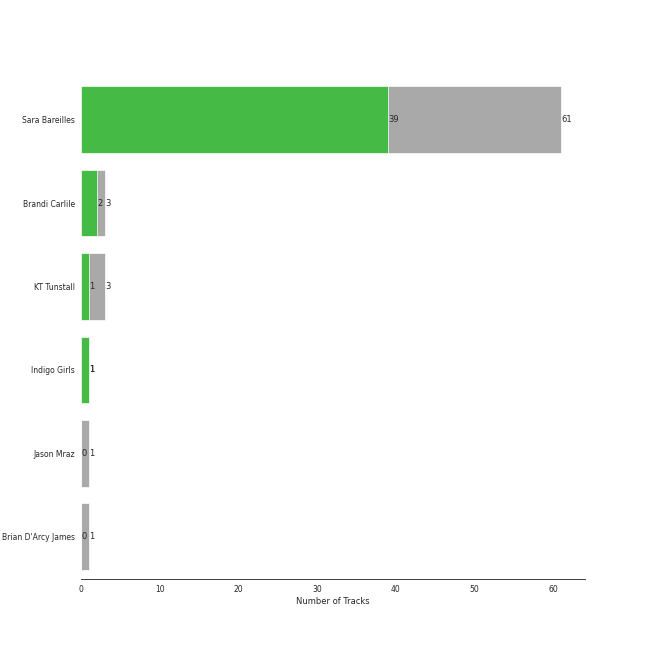 Sara Bareilles 39 61
Brandi Carlile 2 3
KT Tunstall 1 3
Indigo Girls 1
Jason Mraz 0 1
Brian D'Arcy James 0 1
0 10 20 30 40 50 60
Number of Tracks